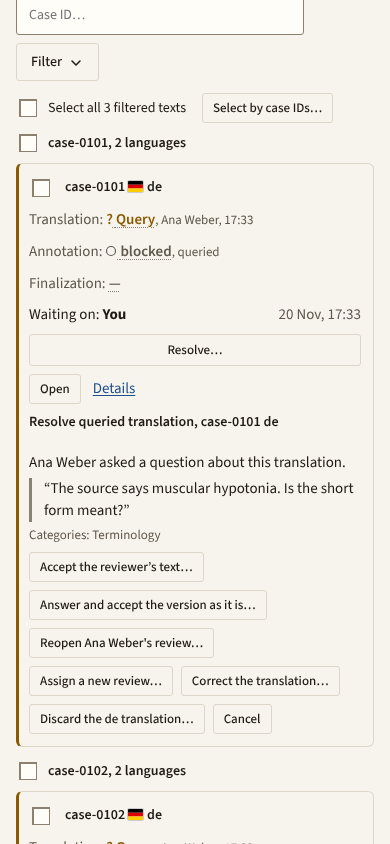 Case ID…
Filter
Select all 3 filtered texts
Select by case IDs…
case-0101, 2 languages
case-0101 de
Translation: ? Query, Ana Weber, 17:33
Annotation: blocked, queried
Finalization: —
Waiting on: You 20 Nov, 17:33
Resolve…
Open Details
Resolve queried translation, case-0101 de
Ana Weber asked a question about this translation.
“The source says muscular hypotonia. Is the short
form meant?”
Categories: Terminology
Accept the reviewer’s text…
Answer and accept the version as it is…
Reopen Ana Weber's review…
Assign a new review… Correct the translation…
Discard the de translation… Cancel
case-0102, 2 languages
case-0102 de